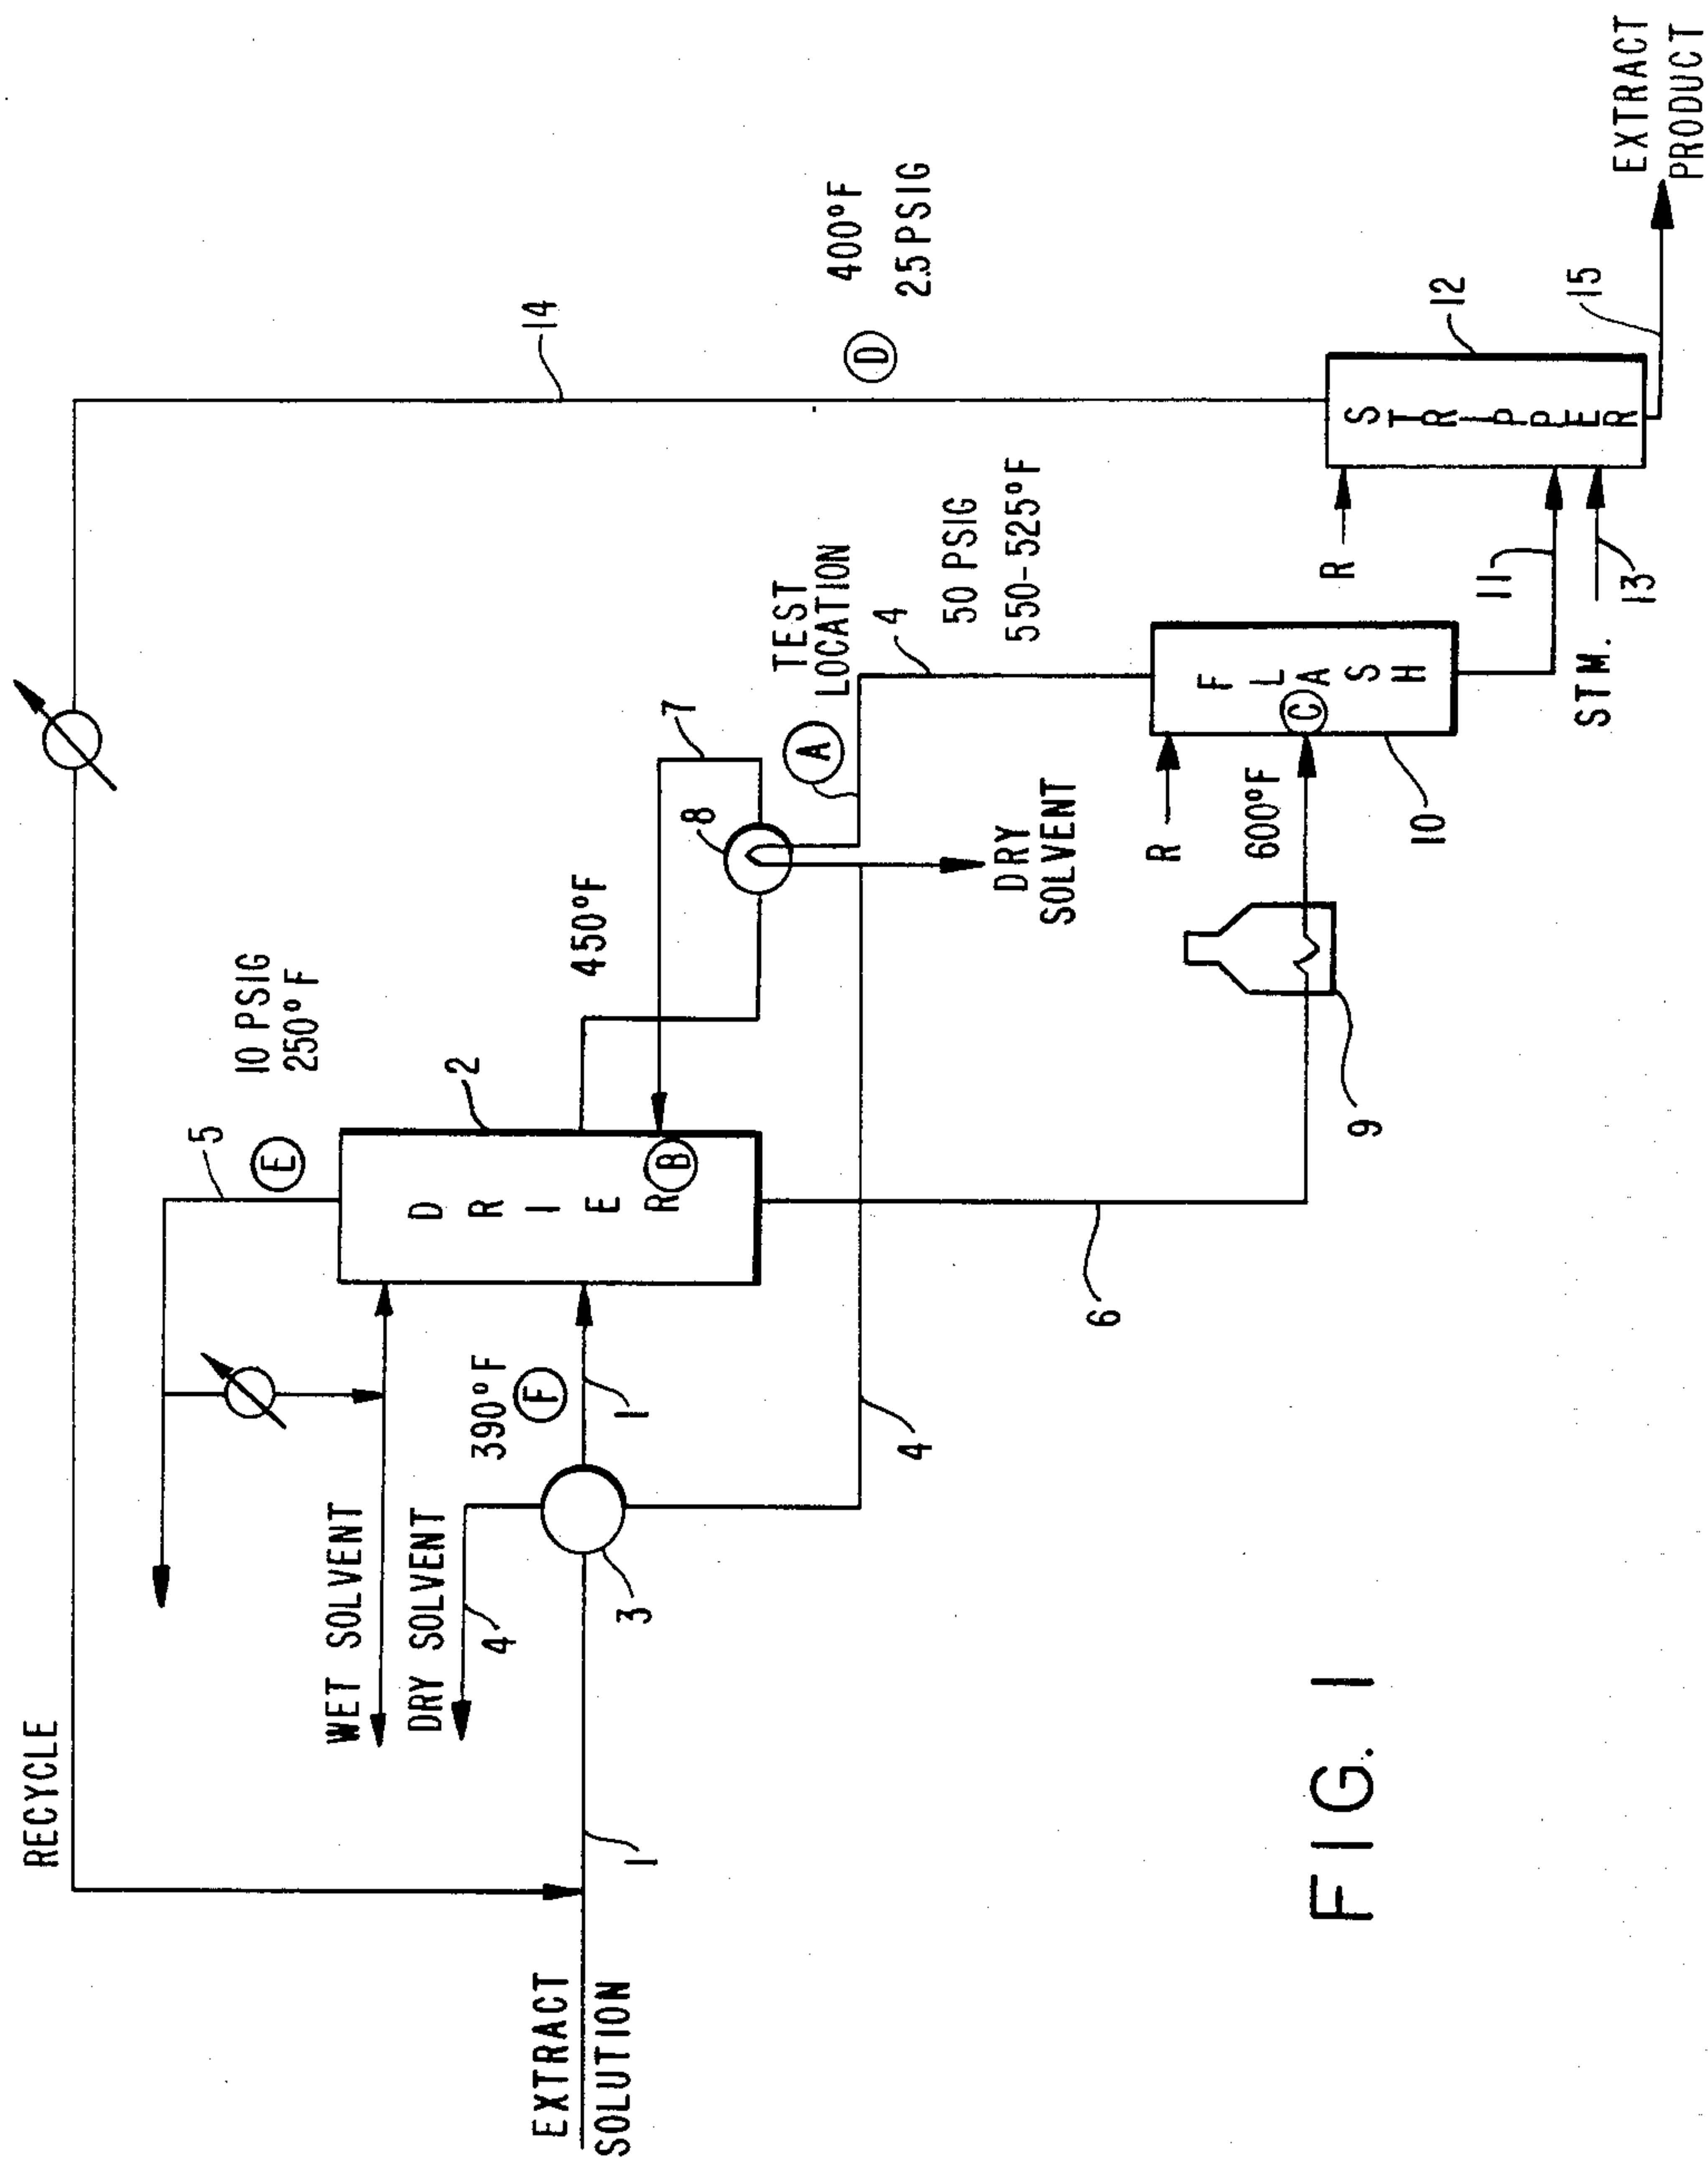 RECYCLE
14
5
E
10 PSIG
250°F
2
WET SOLVENT
DRY SOLVENT
4
390°F
F
1
DRIER
B
450°F
8
7
TEST
LOCATION
A
4
D
400°F
2.5 PSIG
EXTRACT
SOLUTION
1
3
4
6
DRY
SOLVENT
50 PSIG
550-525°F
9
600°F
R
FLASH
C
10
11
R
STRIPPER
12
STM.
13
15
EXTRACT
PRODUCT
FIG. 1